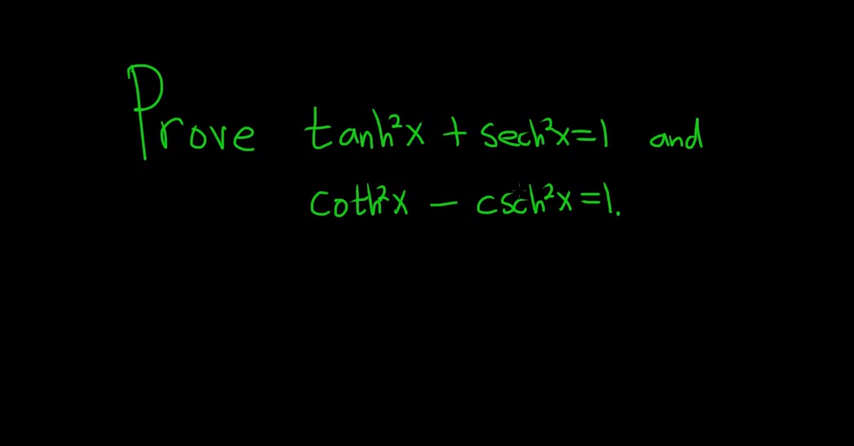 Prove tanh²x + sech²x=1 and
coth²x — csch²x=1.